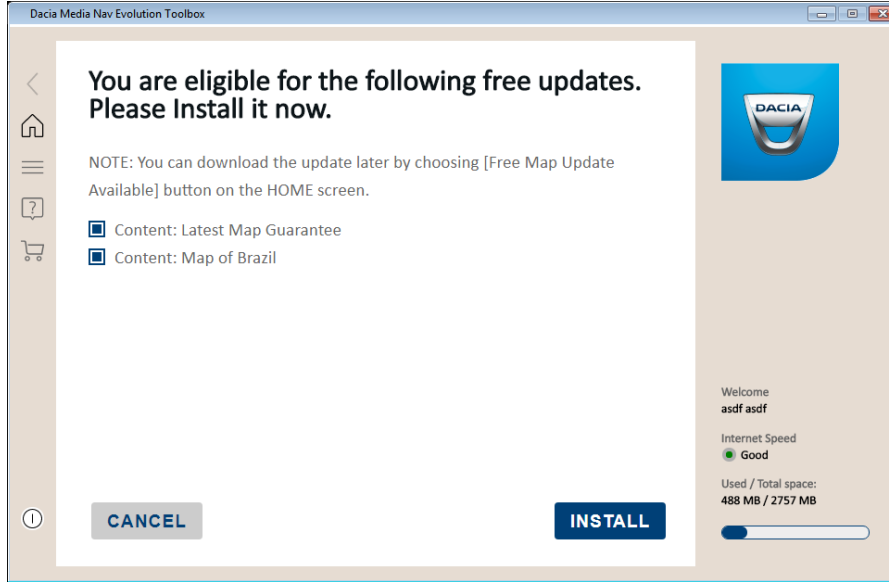 Dacia Media Nav Evolution Toolbox
You are eligible for the following free updates.
Please Install it now.
NOTE: You can download the update later by choosing [Free Map Update
Available] button on the HOME screen.
Content: Latest Map Guarantee
Content: Map of Brazil
CANCEL
INSTALL
DACIA
Welcome
asdf asdf
Internet Speed
Good
Used / Total space:
488 MB / 2757 MB